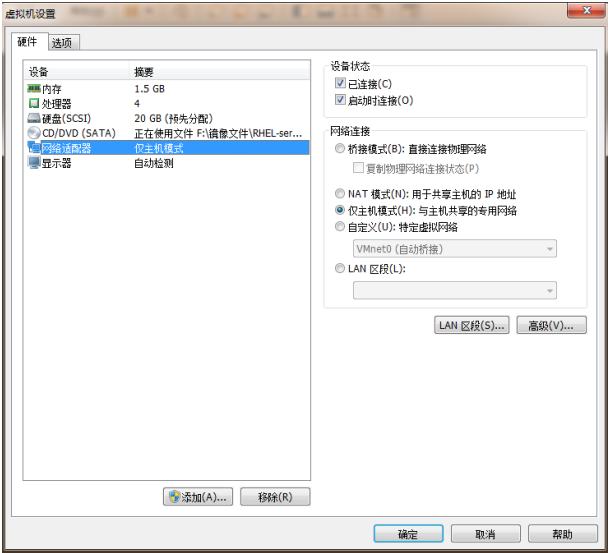 虚拟机设置
硬件 选项
设备 摘要
内存 1.5 GB
处理器 4
硬盘(SCSI) 20 GB (预先分配)
CD/DVD (SATA) 正在使用文件 F:\镜像文件\RHEL-ser...
网络适配器 仅主机模式
显示器 自动检测
添加(A)... 移除(R)
设备状态
已连接(C)
启动时连接(O)
网络连接
桥接模式(B): 直接连接物理网络
复制物理网络连接状态(P)
NAT 模式(N): 用于共享主机的 IP 地址
仅主机模式(H): 与主机共享的专用网络
自定义(U): 特定虚拟网络
VMnet0 (自动桥接)
LAN 区段(L):
LAN 区段(S)... 高级(V)...
确定 取消 帮助